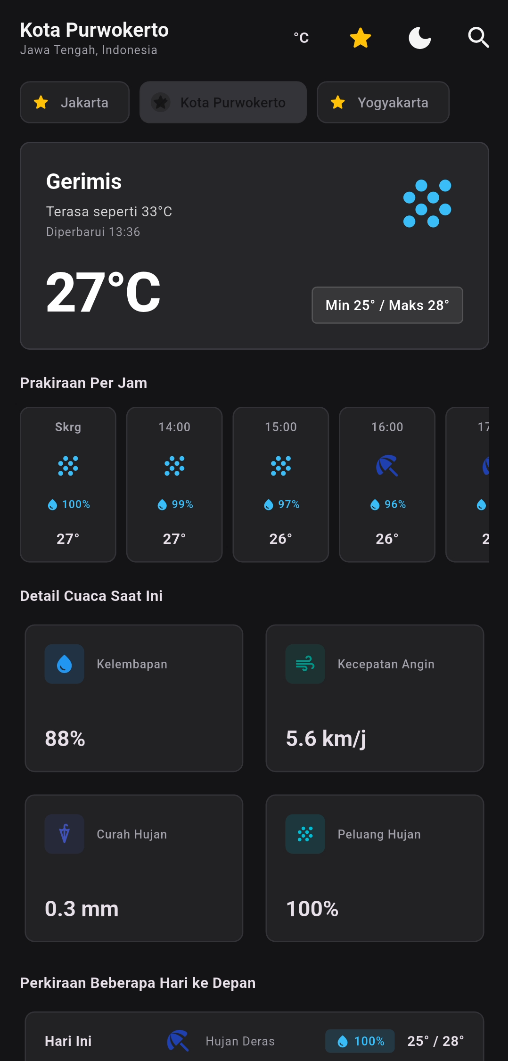 Kota Purwokerto
Jawa Tengah, Indonesia
°C
Jakarta
Kota Purwokerto
Yogyakarta
Gerimis
Terasa seperti 33°C
Diperbarui 13:36
27°C
Min 25° / Maks 28°
Prakiraan Per Jam
Skrg
14:00
15:00
16:00
17
100%
99%
97%
96%
27°
27°
26°
26°
2
Detail Cuaca Saat Ini
Kelembapan
Kecepatan Angin
88%
5.6 km/j
Curah Hujan
Peluang Hujan
0.3 mm
100%
Perkiraan Beberapa Hari ke Depan
Hari Ini
Hujan Deras
100%
25° / 28°